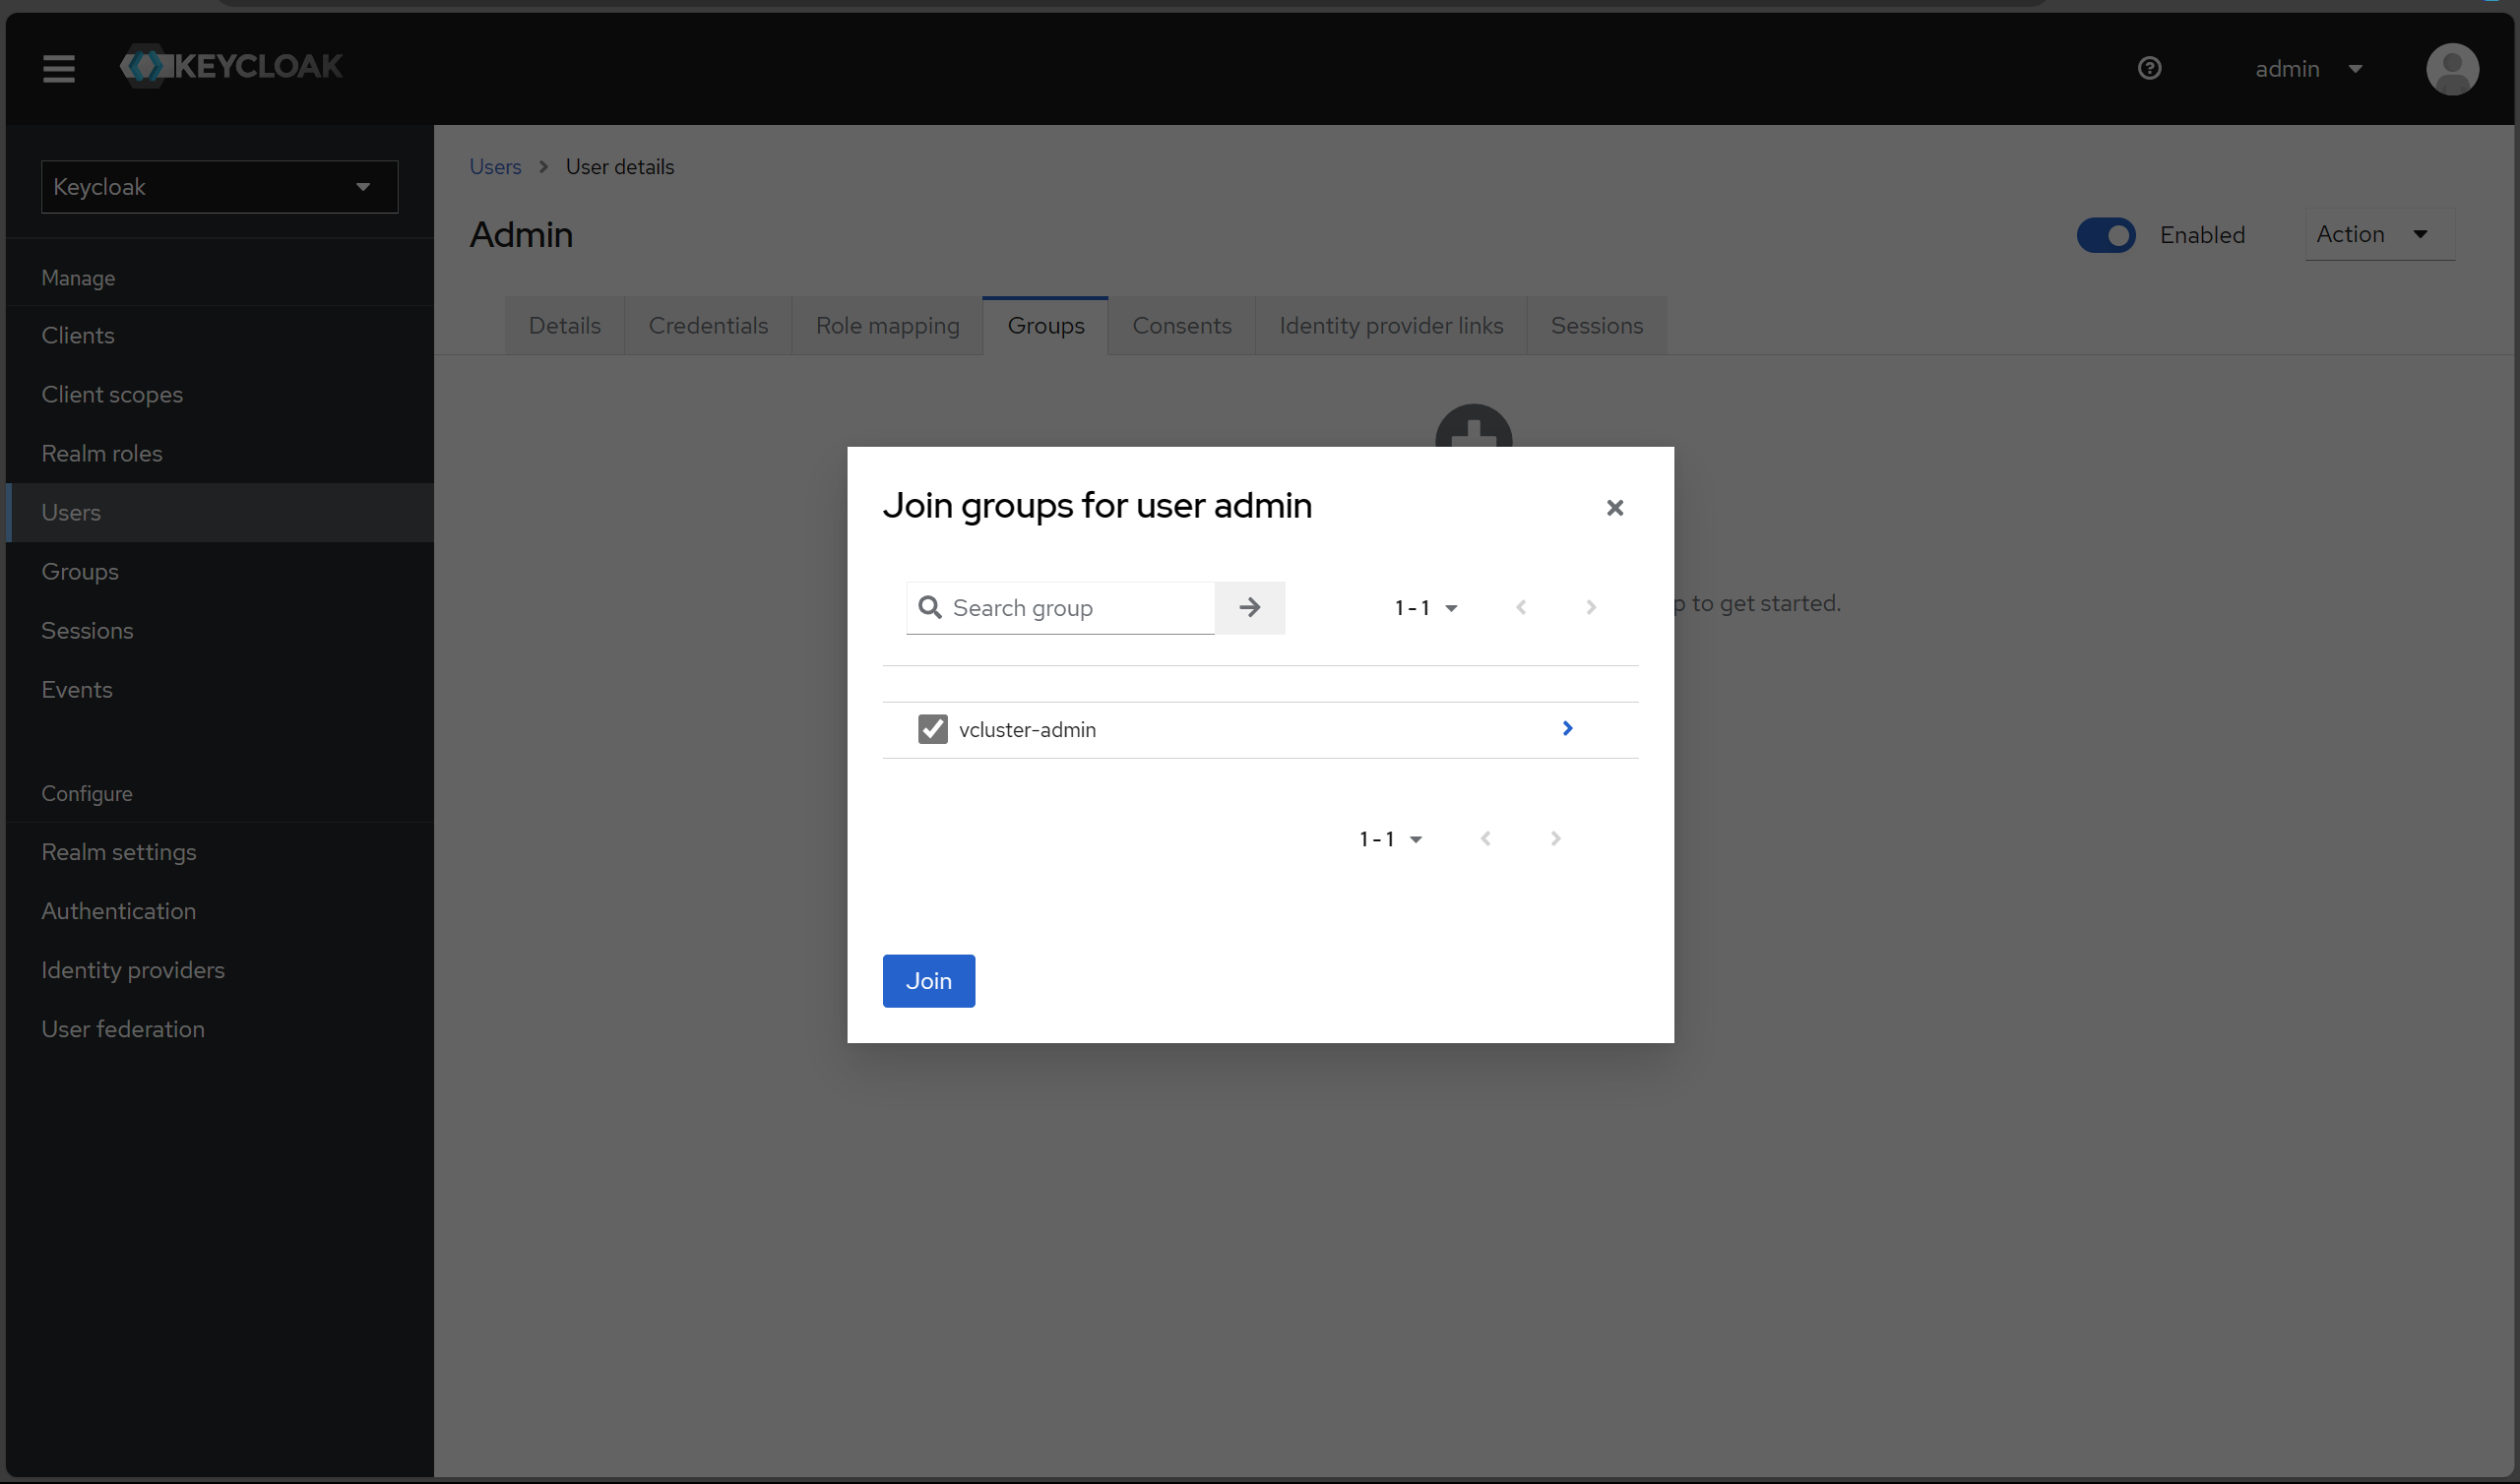 KEYCLOAK
admin
Keycloak
Manage
Clients
Client scopes
Realm roles
Users
Groups
Sessions
Events
Configure
Realm settings
Authentication
Identity providers
User federation
Users > User details
Admin
Enabled
Action
Details Credentials Role mapping Groups Consents Identity provider links Sessions
p to get started.
Join groups for user admin
Search group
1 - 1
vcluster-admin
1 - 1
Join